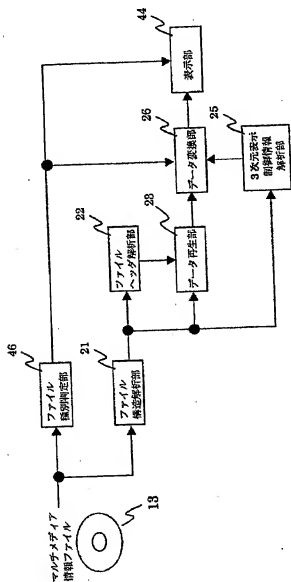 マルチメディア
情報ファイル
13
46
ファイル
種別判定部
21
ファイル
構造解析部
22
ファイル
ヘッダ解析部
23
データ再生部
26
データ変換部
25
3次元表示
制御情報
解析部
44
表示部